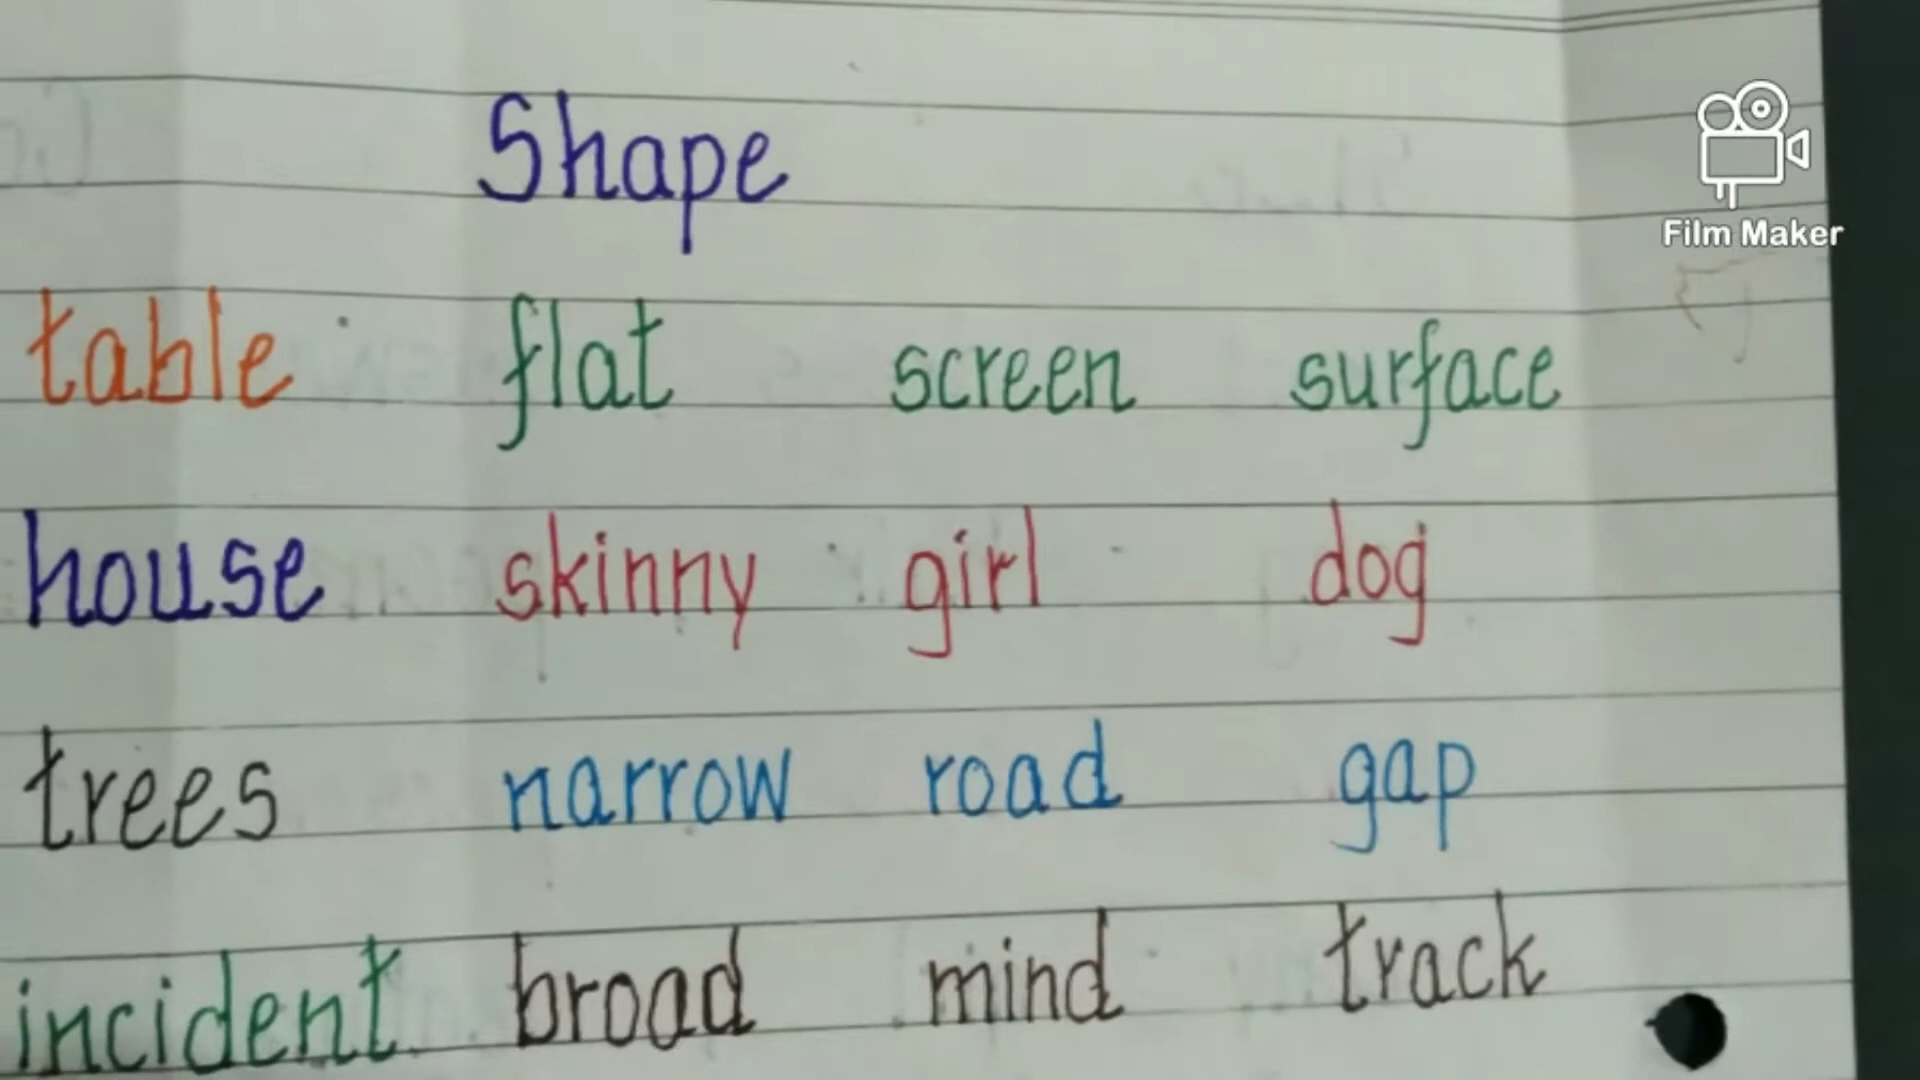 Shape
Film Maker
table flat screen surface
house skinny girl dog
trees narrow road gap
incident broad mind track